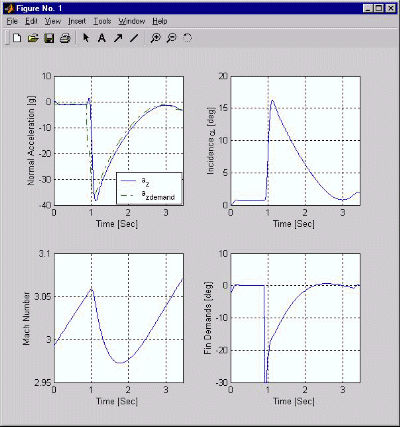 Figure No. 1
File Edit View Insert Tools Window Help
10
0
-10
-20
-30
-40
Normal Acceleration [g]
a z
a zdemand
0 1 2 3
Time [Sec]
20
15
10
5
0
Incidence α [deg]
0 1 2 3
Time [Sec]
3.1
3.05
3
2.95
Mach Number
0 1 2 3
Time [Sec]
10
0
-10
-20
-30
Fin Demands [deg]
0 1 2 3
Time [Sec]